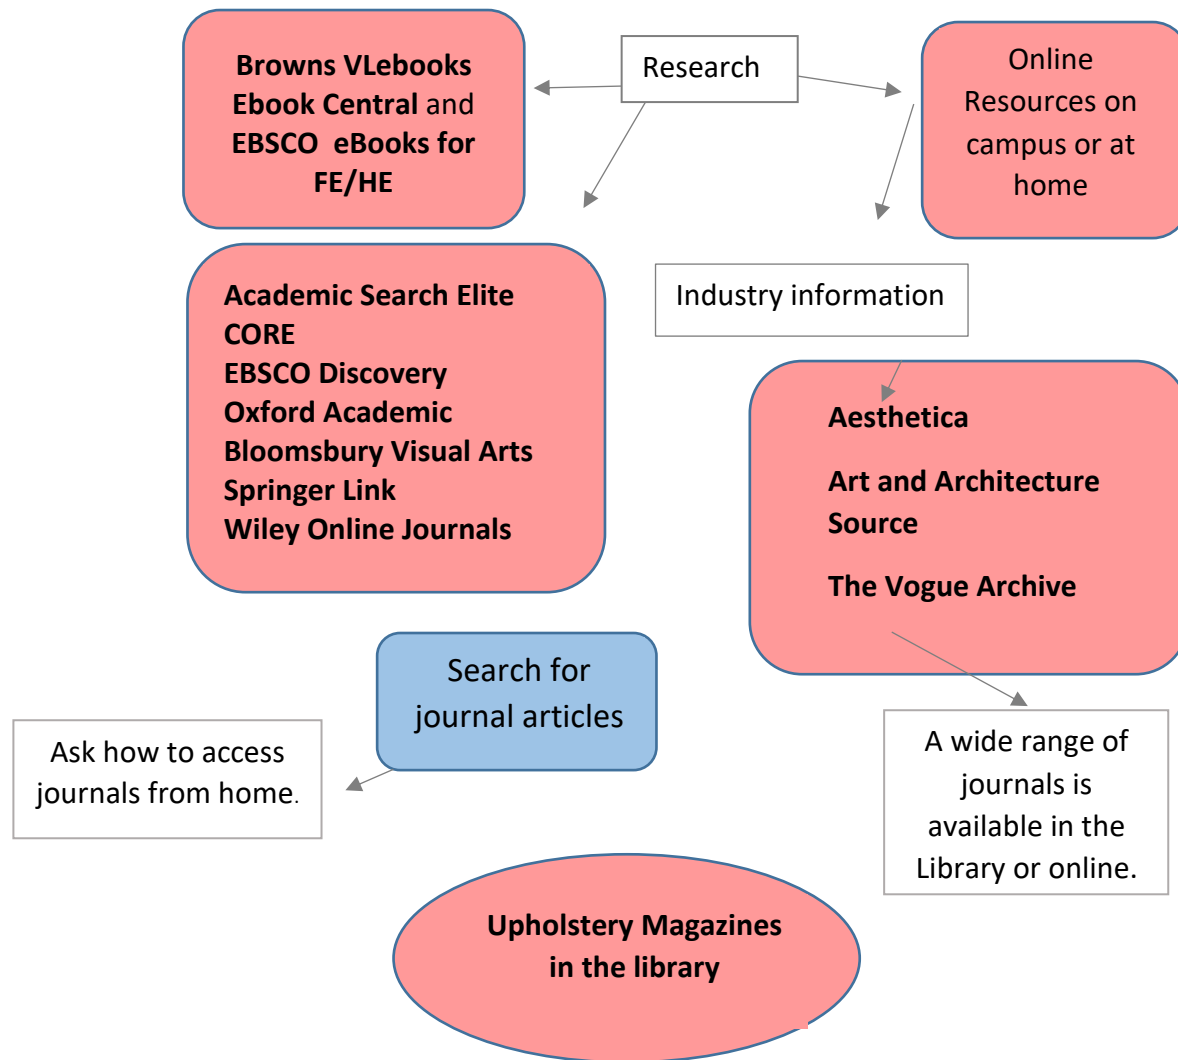 Browns VLebooks
Ebook Central and
EBSCO  eBooks for
FE/HE
Research
Online
Resources on
campus or at
home
Academic Search Elite
CORE
EBSCO Discovery
Oxford Academic
Bloomsbury Visual Arts
Springer Link
Wiley Online Journals
Industry information
Aesthetica
Art and Architecture
Source
The Vogue Archive
Search for
journal articles
Ask how to access
journals from home.
A wide range of
journals is
available in the
Library or online.
Upholstery Magazines
in the library